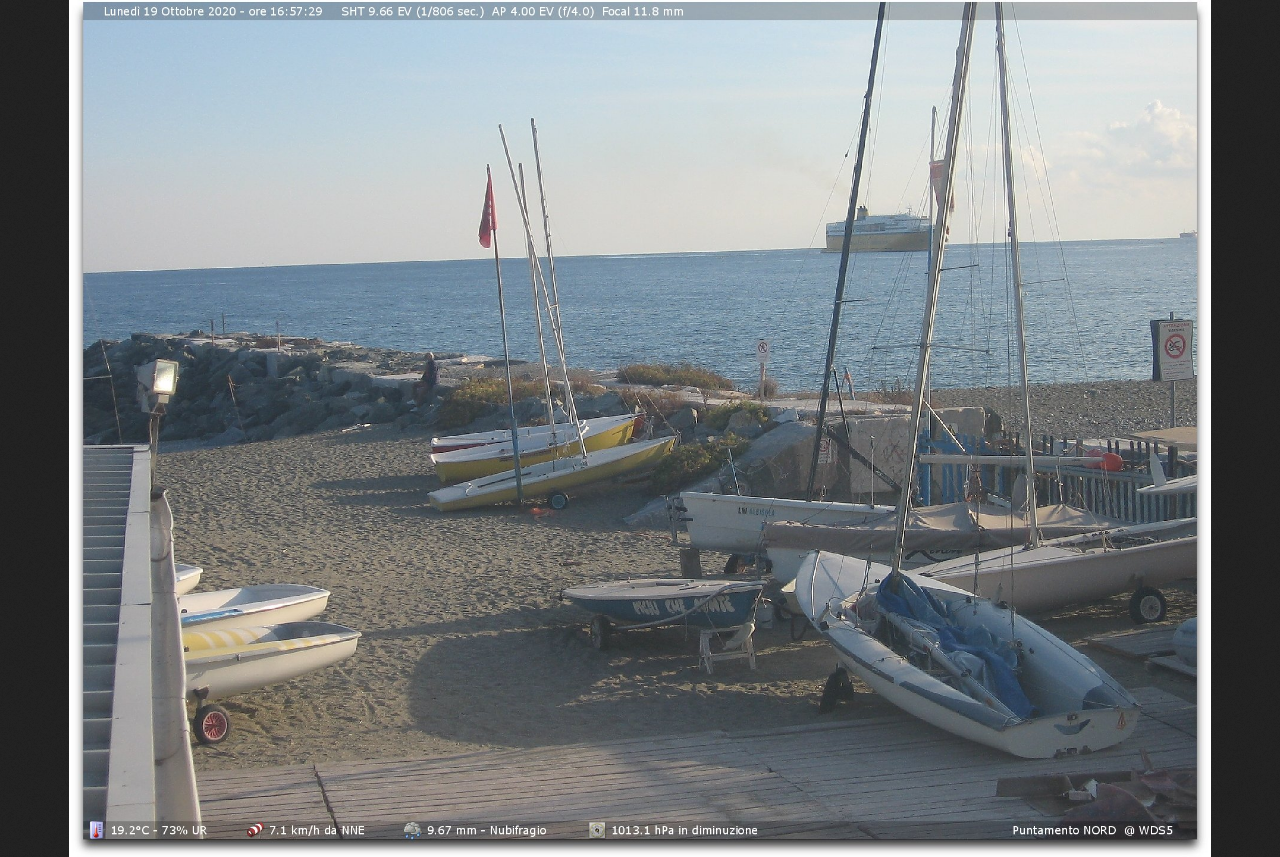 Lunedi 19 Ottobre 2020 - ore 16:57:29 SHT 9.66 EV (1/806 sec.) AP 4.00 EV (f/4.0) Focal 11.8 mm
ATTENZIONE
19.2°C - 73% UR 7.1 km/h da NNE 9.67 mm - Nubifragio 1013.1 hPa in diminuzione Puntamento NORD @ WDS5